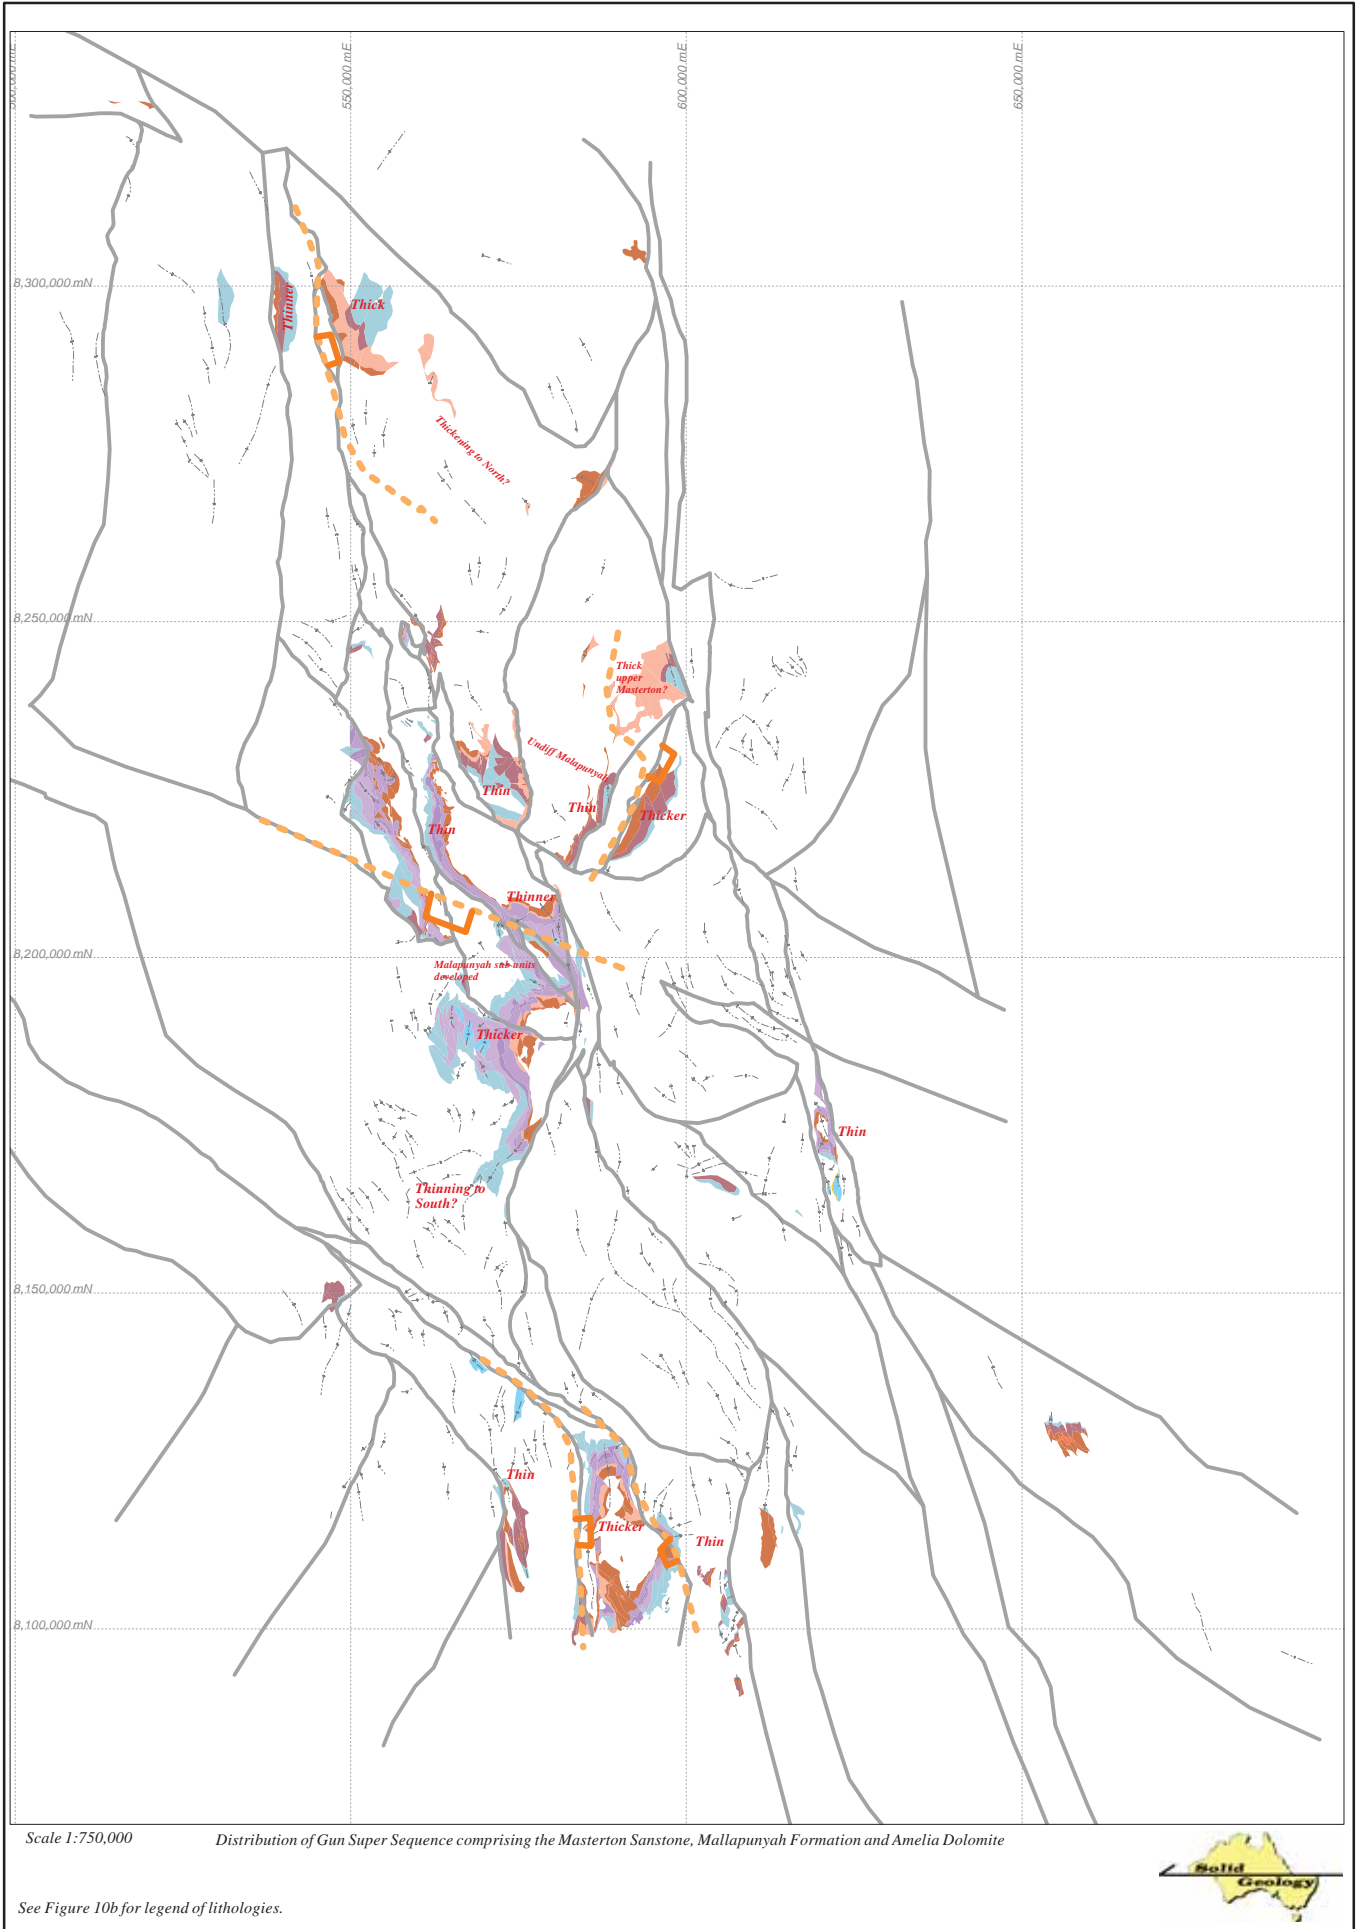 550,000 mE
600,000 mE
650,000 mE
8,300,000 mN
Thinner
Thick
Thickening to North?
8,250,000 mN
Thick
upper
Masterton?
Undiff Malapunyah
Thin
Thin
Thicker
Thin
Thinner
8,200,000 mN
Malapunyah sub-units
developed
Thicker
Thin
Thinning to
South?
8,150,000 mN
Thin
Thicker
Thin
8,100,000 mN
Scale 1:750,000
Distribution of Gun Super Sequence comprising the Masterton Sanstone, Mallapunyah Formation and Amelia Dolomite
Solid
Geology
See Figure 10b for legend of lithologies.